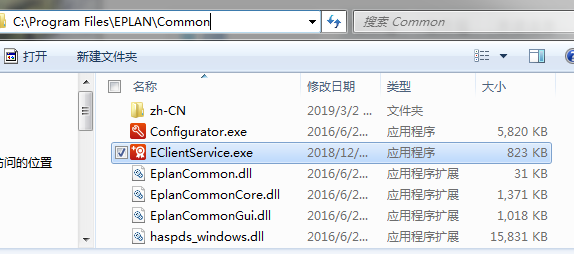 C:\Program Files\EPLAN\Common
搜索 Common
打开 新建文件夹
名称 修改日期 类型 大小
zh-CN 2019/3/2 ... 文件夹
Configurator.exe 2016/6/2... 应用程序 5,820 KB
访问的位置
EClientService.exe 2018/12/... 应用程序 823 KB
EplanCommon.dll 2016/6/2... 应用程序扩展 31 KB
EplanCommonCore.dll 2016/6/2... 应用程序扩展 1,371 KB
EplanCommonGui.dll 2016/6/2... 应用程序扩展 1,018 KB
haspds_windows.dll 2016/6/2... 应用程序扩展 15,831 KB